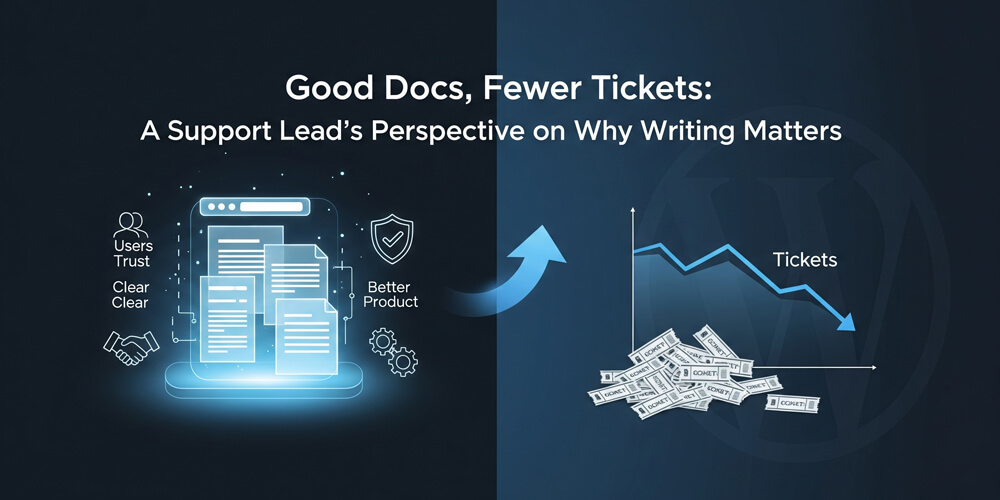 Good Docs, Fewer Tickets:
A Support Lead's Perspective on Why Writing Matters
Users
Trust
Clear
Clear
Better
Product
Tickets